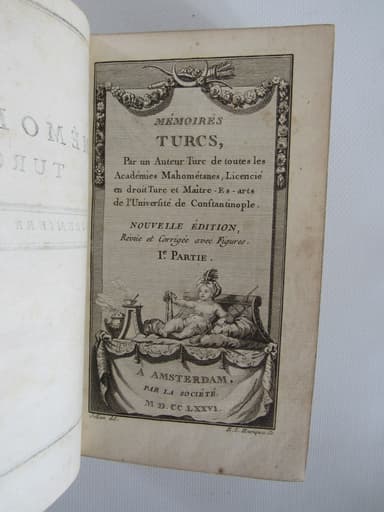 MÉMOIRES
TURCS,
Par un Auteur Turc de toutes les
Académies Mahométanes, Licencié
en droit Turc et Maître-Es-arts
de l'Université de Constantinople.
NOUVELLE ÉDITION,
Revüe et Corrigée avec Figures.
Ie. PARTIE.
À AMSTERDAM,
PAR LA SOCIÉTÉ.
M.D.CC.LXXVI.